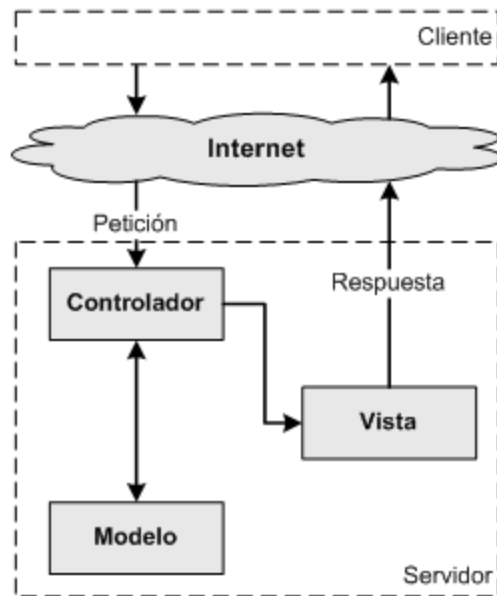 Cliente
Internet
Petición
Respuesta
Controlador
Vista
Modelo
Servidor